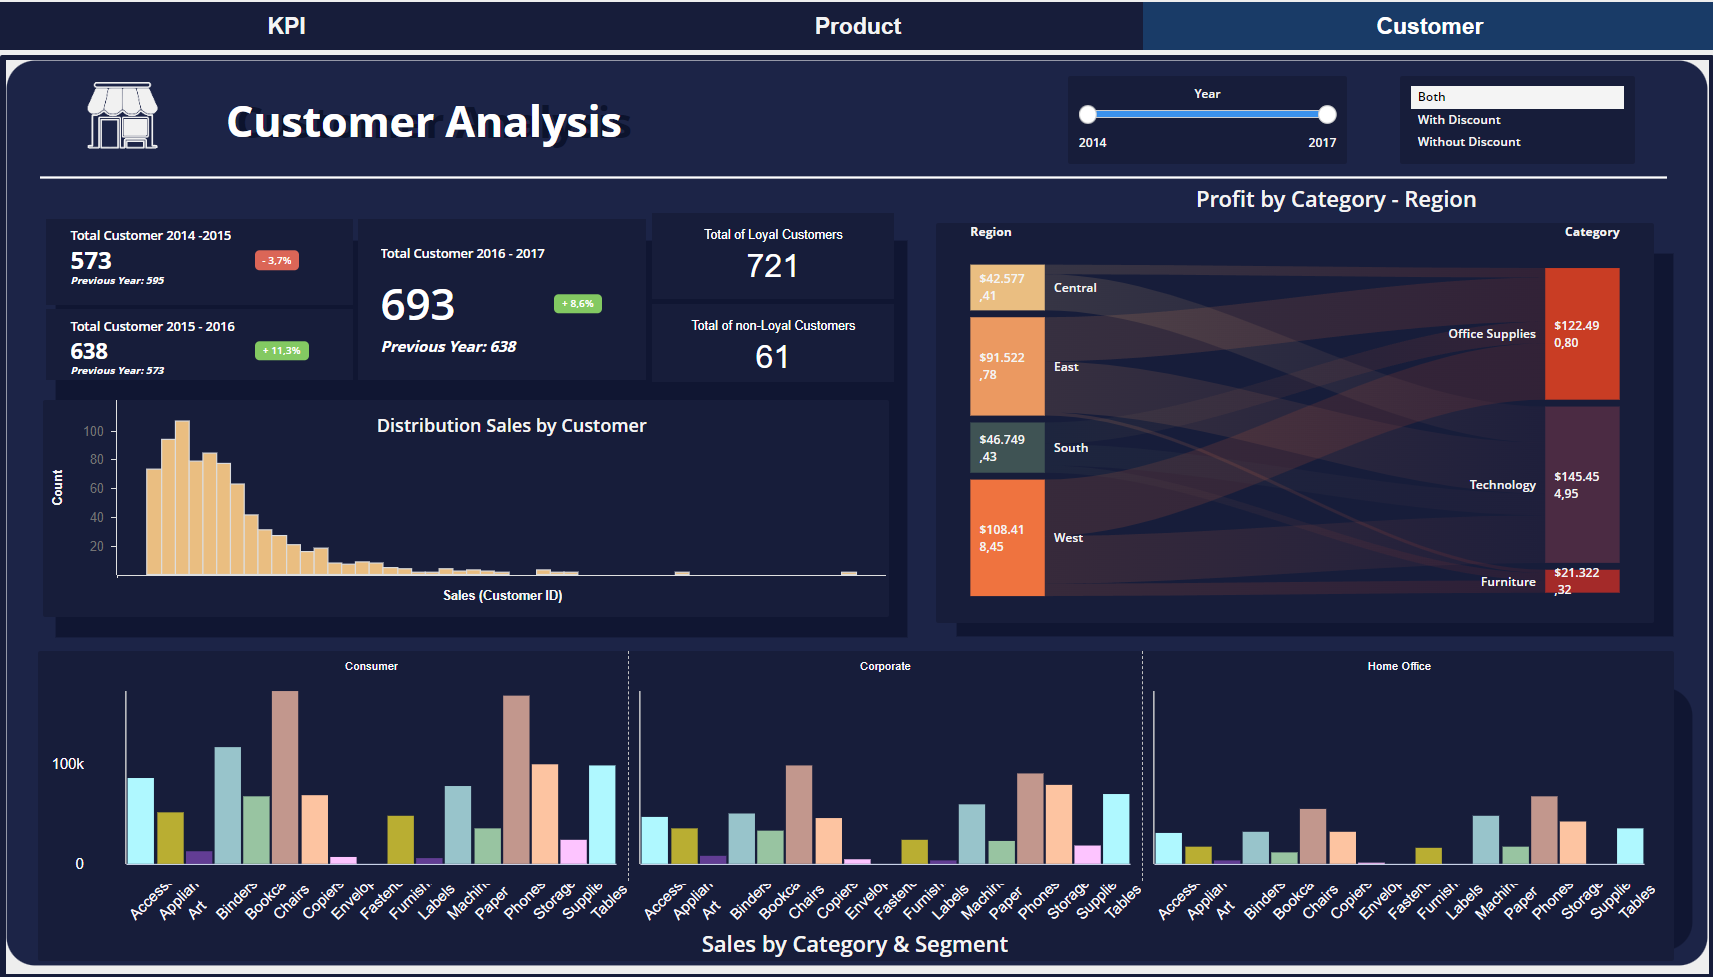 KPI
Product
Customer
Customer Analysis
Year
2014
2017
Both
With Discount
Without Discount
Total Customer 2014 -2015
573
- 3,7%
Previous Year: 595
Total Customer 2015 - 2016
638
+ 11,3%
Previous Year: 573
Total Customer 2016 - 2017
693
+ 8,6%
Previous Year: 638
Total of Loyal Customers
721
Total of non-Loyal Customers
61
Distribution Sales by Customer
Count
100
80
60
40
20
Sales (Customer ID)
Profit by Category - Region
Region
Category
$42.577
,41
Central
$91.522
,78
East
$46.749
,43
South
$108.41
8,45
West
Office Supplies
$122.49
0,80
Technology
$145.45
4,95
Furniture
$21.322
,32
Consumer
Corporate
Home Office
100k
0
Access
Applian
Art
Binders
Bookca
Chairs
Copiers
Envelop
Fastene
Furnish
Labels
Machin
Paper
Phones
Storage
Supplie
Tables
Access
Applian
Art
Binders
Bookca
Chairs
Copiers
Envelop
Fastene
Furnish
Labels
Machin
Paper
Phones
Storage
Supplie
Tables
Access
Applian
Art
Binders
Bookca
Chairs
Copiers
Envelop
Fastene
Furnish
Labels
Machin
Paper
Phones
Storage
Supplie
Tables
Sales by Category & Segment